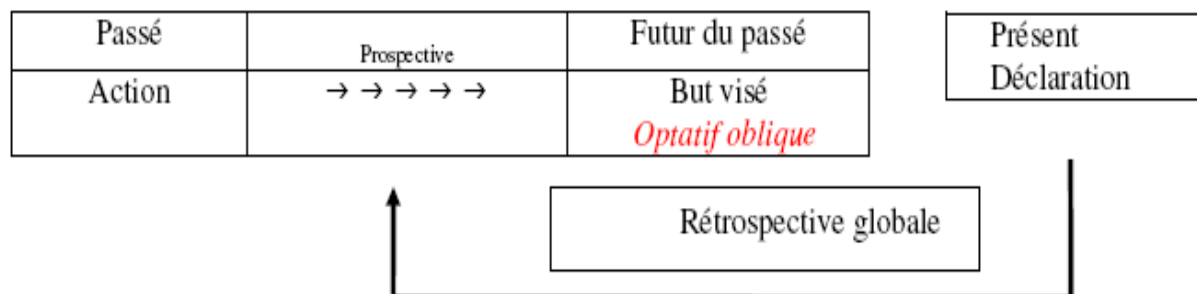 Passé
Prospective
Futur du passé
Présent
Déclaration
Action
→ → → → →
But visé
Optatif oblique
Rétrospective globale